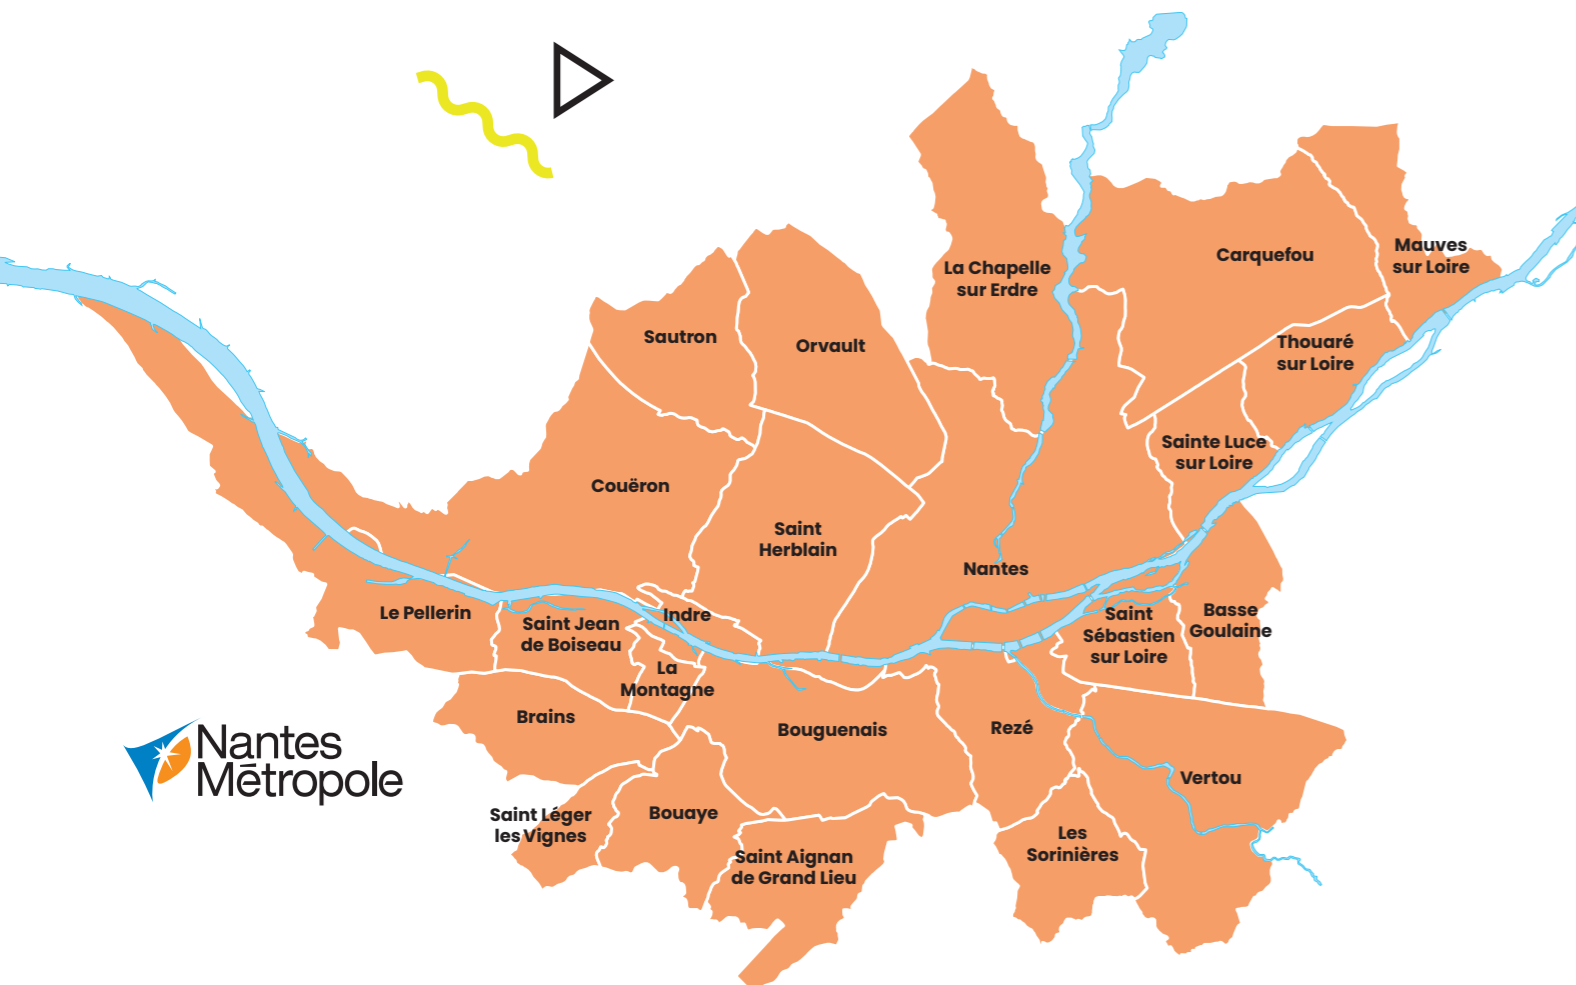 La Chapelle
sur Erdre
Carquefou
Mauves
sur Loire
Sautron
Orvault
Thouaré
sur Loire
Sainte Luce
sur Loire
Couëron
Saint
Herblain
Nantes
Le Pellerin
Saint Jean
de Boiseau
Indre
Saint
Sébastien
sur Loire
Basse
Goulaine
La
Montagne
Brains
Bouguenais
Rezé
Vertou
Nantes
Métropole
Saint Léger
les Vignes
Bouaye
Saint Aignan
de Grand Lieu
Les
Sorinières